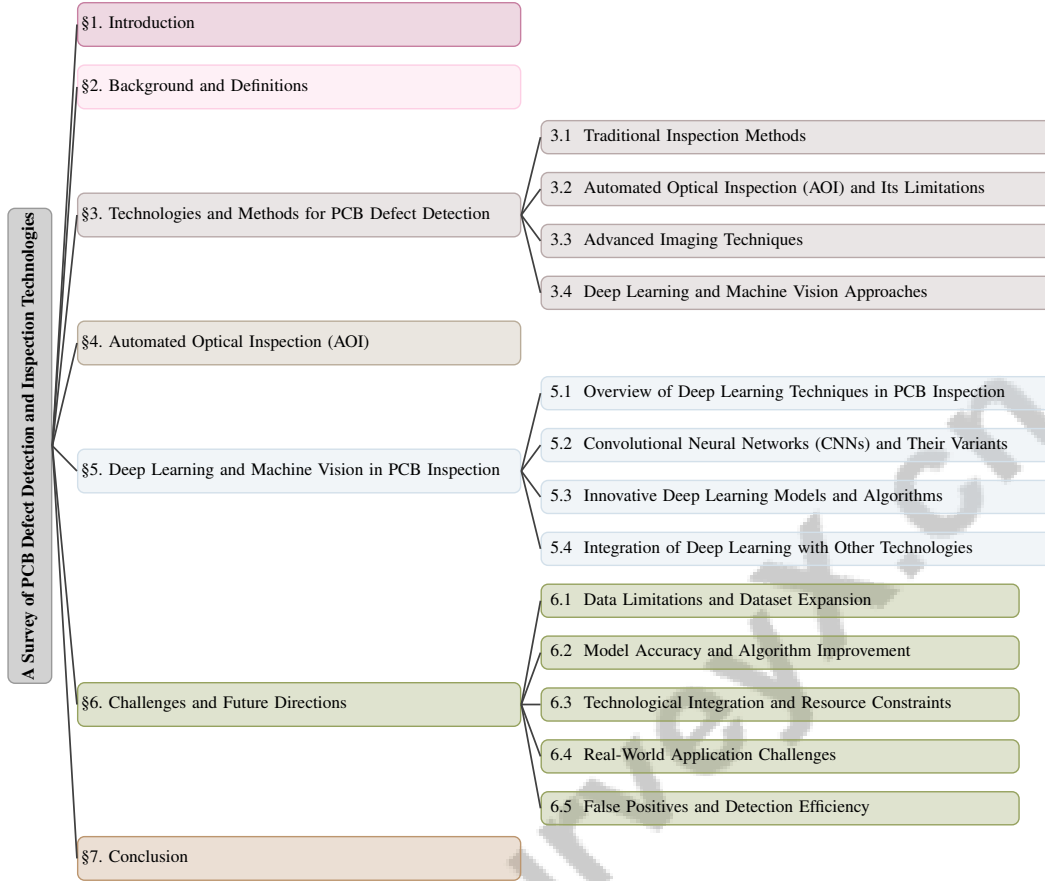 A Survey of PCB Defect Detection and Inspection Technologies
§1. Introduction
§2. Background and Definitions
§3. Technologies and Methods for PCB Defect Detection
3.1 Traditional Inspection Methods
3.2 Automated Optical Inspection (AOI) and Its Limitations
3.3 Advanced Imaging Techniques
3.4 Deep Learning and Machine Vision Approaches
§4. Automated Optical Inspection (AOI)
§5. Deep Learning and Machine Vision in PCB Inspection
5.1 Overview of Deep Learning Techniques in PCB Inspection
5.2 Convolutional Neural Networks (CNNs) and Their Variants
5.3 Innovative Deep Learning Models and Algorithms
5.4 Integration of Deep Learning with Other Technologies
§6. Challenges and Future Directions
6.1 Data Limitations and Dataset Expansion
6.2 Model Accuracy and Algorithm Improvement
6.3 Technological Integration and Resource Constraints
6.4 Real-World Application Challenges
6.5 False Positives and Detection Efficiency
§7. Conclusion
urveyx.cn